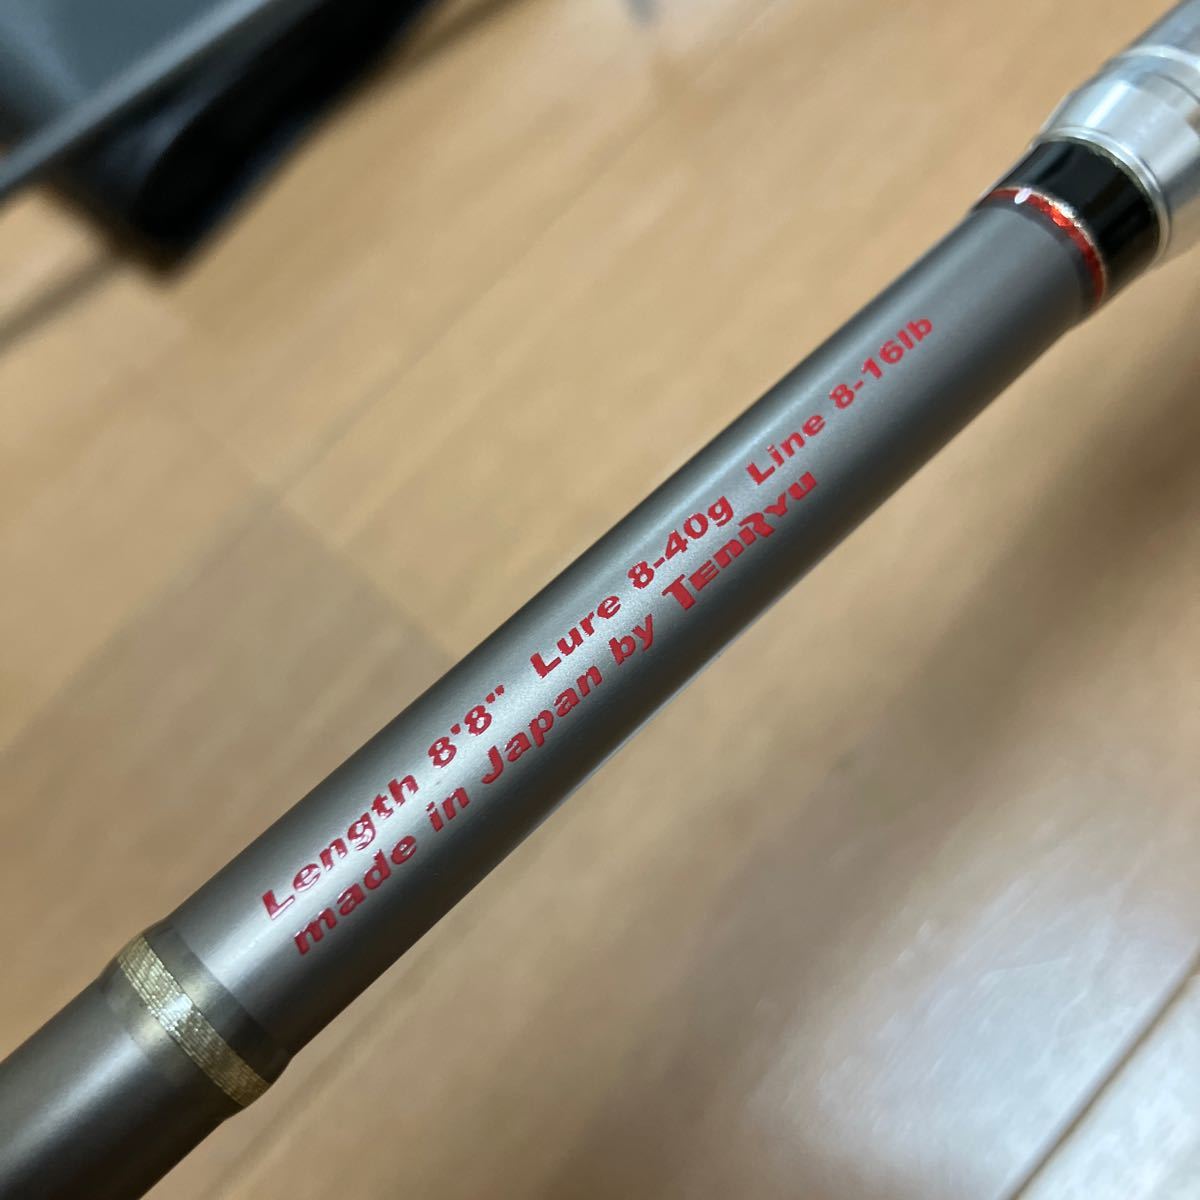 Length 8'8" Lure 8-40g Line 8-16lb
made in Japan by TenRyu